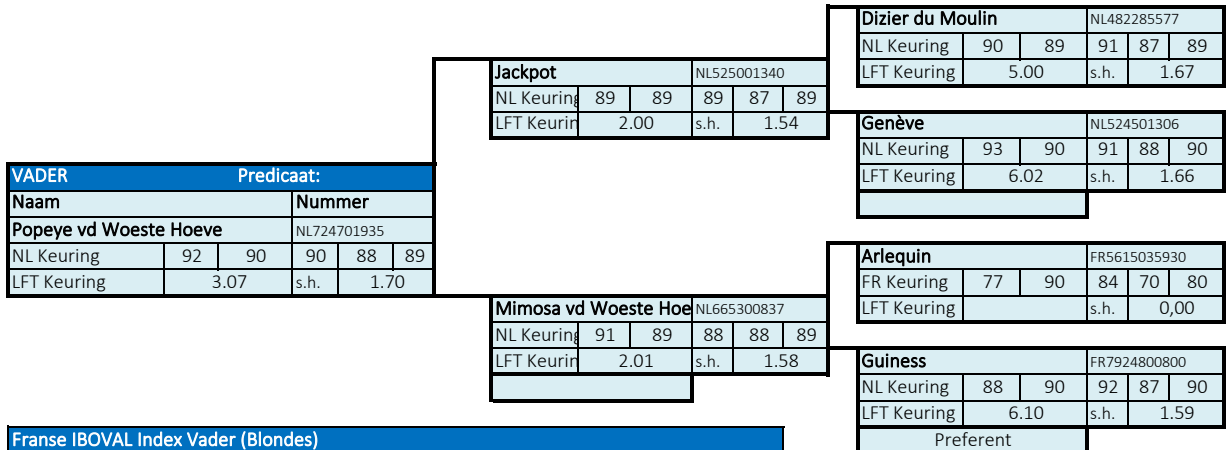 Dizier du Moulin NL482285577
NL Keuring 90 89 91 87 89
LFT Keuring 5.00 s.h. 1.67
Jackpot NL525001340
NL Keuring 89 89 89 87 89
LFT Keurin 2.00 s.h. 1.54
Genève NL524501306
NL Keuring 93 90 91 88 90
LFT Keuring 6.02 s.h. 1.66
VADER Predicaat:
Naam Nummer
Popeye vd Woeste Hoeve NL724701935
NL Keuring 92 90 90 88 89
LFT Keuring 3.07 s.h. 1.70
Arlequin FR5615035930
FR Keuring 77 90 84 70 80
LFT Keuring s.h. 0,00
Mimosa vd Woeste Hoe NL665300837
NL Keuring 91 89 88 88 89
LFT Keurin 2.01 s.h. 1.58
Guiness FR7924800800
NL Keuring 88 90 92 87 90
LFT Keuring 6.10 s.h. 1.59
Preferent
Franse IBOVAL Index Vader (Blondes)